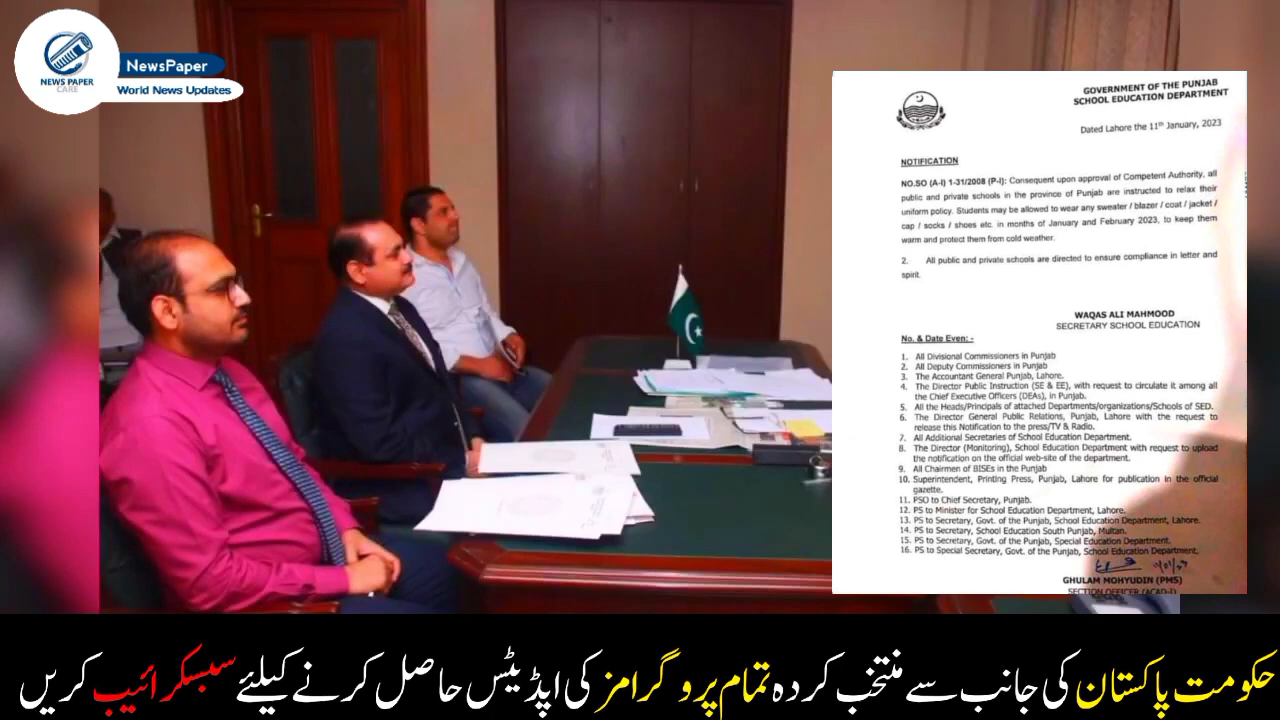 NEWS PAPER
CARE
NewsPaper
World News Updates
GOVERNMENT OF THE PUNJAB
SCHOOL EDUCATION DEPARTMENT
Dated Lahore the 11th January, 2023
NOTIFICATION
NO.SO (A-I) 1-31/2008 (P-I): Consequent upon approval of Competent Authority, all
public and private schools in the province of Punjab are instructed to relax their
uniform policy. Students may be allowed to wear any sweater / blazer / coat / jacket /
cap / socks / shoes etc. in months of January and February 2023, to keep them
warm and protect them from cold weather.
2. All public and private schools are directed to ensure compliance in letter and
spirit.
WAQAS ALI MAHMOOD
SECRETARY SCHOOL EDUCATION
No. & Date Even: -
1. All Divisional Commissioners in Punjab
2. All Deputy Commissioners in Punjab
3. The Accountant General Punjab, Lahore.
4. The Director Public Instruction (SE & EE), with request to circulate it among all
the Chief Executive Officers (DEAs), in Punjab.
5. All the Heads/Principals of attached Departments/organizations/Schools of SED.
6. The Director General Public Relations, Punjab, Lahore with the request to
release this Notification to the press/TV & Radio.
7. All Additional Secretaries of School Education Department.
8. The Director (Monitoring), School Education Department with request to upload
the notification on the official web-site of the department.
9. All Chairmen of BISEs in the Punjab
10. Superintendent, Printing Press, Punjab, Lahore for publication in the official
gazette.
11. PSO to Chief Secretary, Punjab.
12. PS to Minister for School Education Department, Lahore.
13. PS to Secretary, Govt. of the Punjab, School Education Department, Lahore.
14. PS to Secretary, School Education South Punjab, Multan.
15. PS to Secretary, Govt. of the Punjab, Special Education Department.
16. PS to Special Secretary, Govt. of the Punjab, School Education Department.
GHULAM MOHYUDIN (PMS)
SECTION OFFICER (ACAD-I)
حکومت پاکستان کی جانب سے منتخب کردہ تمام پروگرامز کی اپڈیٹس حاصل کرنے کیلئے سبسکرائیب کریں